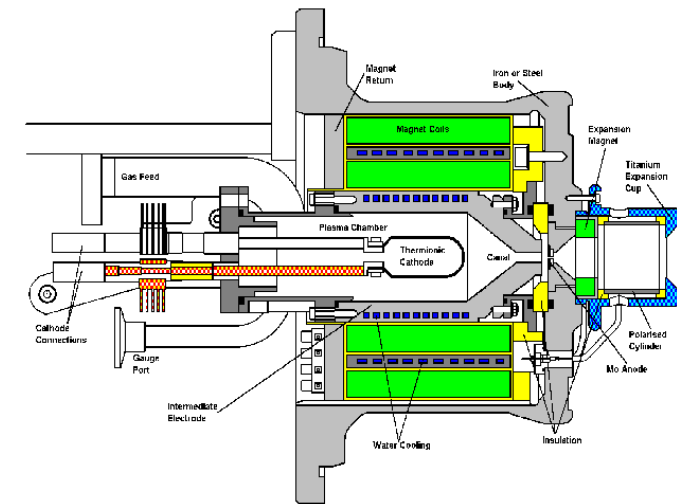 Magnet
Return
Iron or Steel
Body
Magnet Coils
Expansion
Magnet
Titanium
Expansion
Cup
Gas Feed
Plasma Chamber
Thermionic
Cathode
Canal
Cathode
Connections
Gauge
Port
Intermediate
Electrode
Water Cooling
Insulation
Mo Anode
Polarised
Cylinder